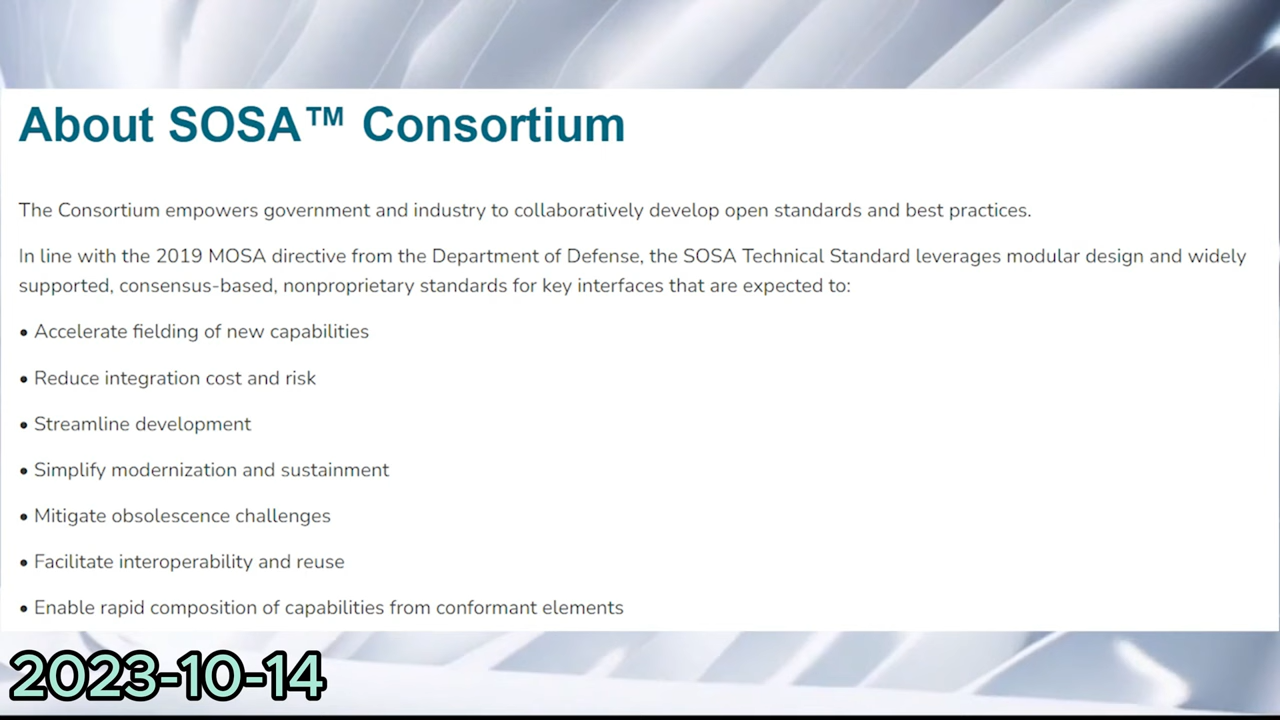 About SOSA™ Consortium
The Consortium empowers government and industry to collaboratively develop open standards and best practices.
In line with the 2019 MOSA directive from the Department of Defense, the SOSA Technical Standard leverages modular design and widely
supported, consensus-based, nonproprietary standards for key interfaces that are expected to:
• Accelerate fielding of new capabilities
• Reduce integration cost and risk
• Streamline development
• Simplify modernization and sustainment
• Mitigate obsolescence challenges
• Facilitate interoperability and reuse
• Enable rapid composition of capabilities from conformant elements
2023-10-14